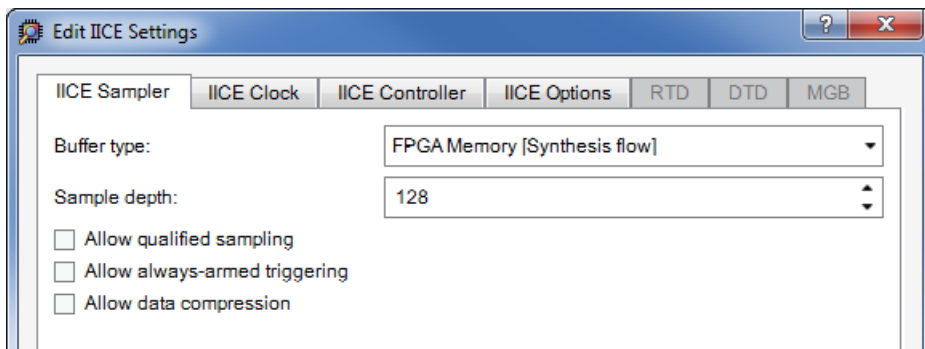 Edit IICE Settings
? X
IICE Sampler IICE Clock IICE Controller IICE Options RTD DTD MGB
Buffer type: FPGA Memory [Synthesis flow]
Sample depth: 128
Allow qualified sampling
Allow always-armed triggering
Allow data compression